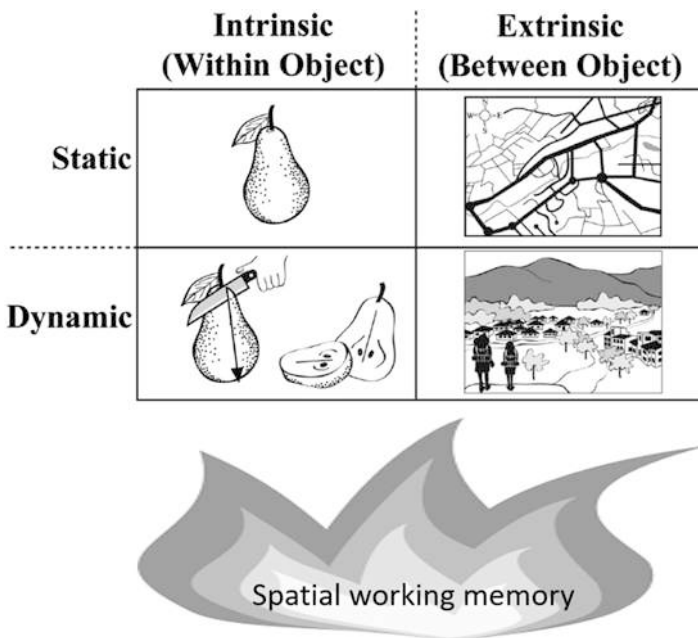 Intrinsic
(Within Object)
Extrinsic
(Between Object)
Static
N
W E
S
Dynamic
Spatial working memory